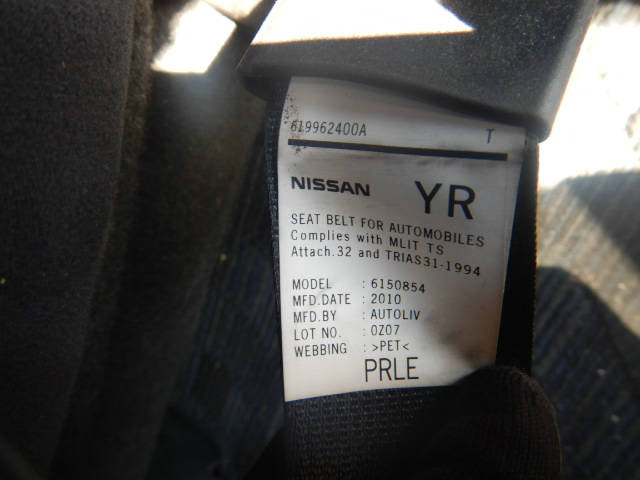 619962400A T
NISSAN YR
SEAT BELT FOR AUTOMOBILES
Complies with MLIT TS
Attach.32 and TRIAS31-1994
MODEL : 6150854
MFD.DATE : 2010
MFD.BY : AUTOLIV
LOT NO. : 0Z07
WEBBING : >PET<
PRLE